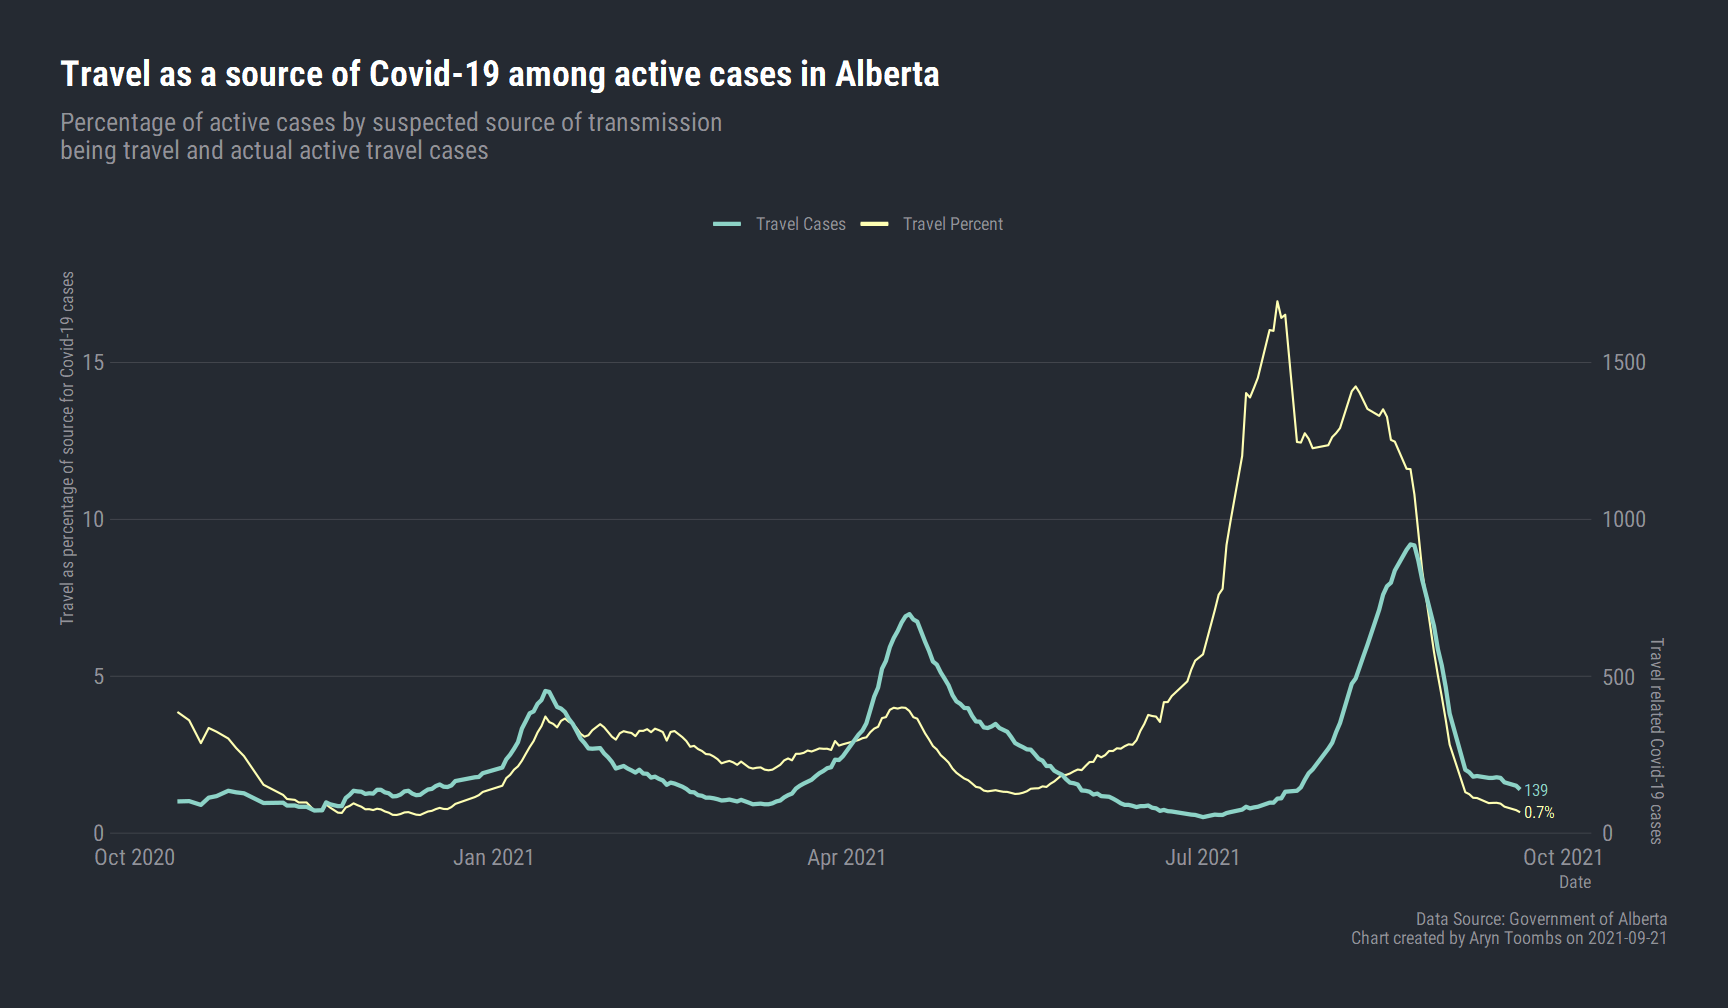 Travel as a source of Covid-19 among active cases in Alberta
Percentage of active cases by suspected source of transmission
being travel and actual active travel cases
Travel Cases
Travel Percent
Travel as percentage of source for Covid-19 cases
15
10
5
0
1500
1000
500
0
Travel related Covid-19 cases
139
0.7%
Oct 2020
Jan 2021
Apr 2021
Jul 2021
Oct 2021
Date
Data Source: Government of Alberta
Chart created by Aryn Toombs on 2021-09-21